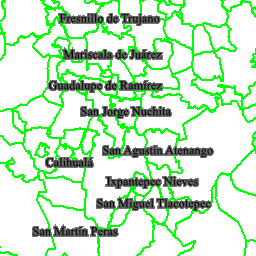 Fresnillo de Trujano
Mariscala de Juárez
Guadalupe de Ramírez
San Jorge Nuchita
San Agustín Atenango
Calihualá
Ixpantepec Nieves
San Miguel Tlacotepec
San Martín Peras